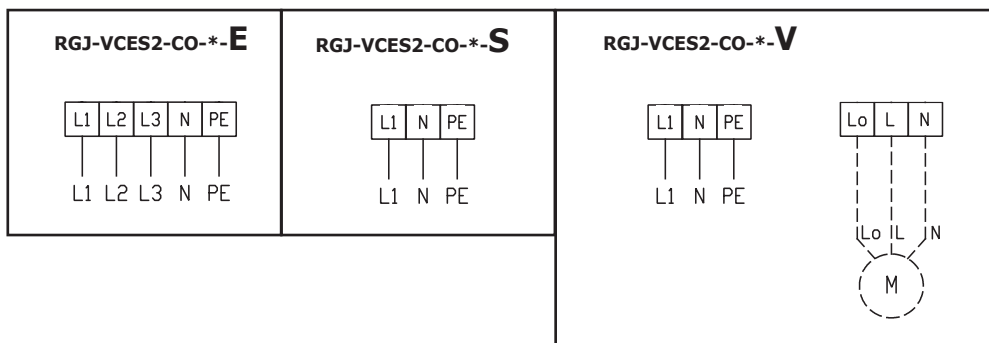 RGJ-VCES2-CO-*-E
L1 L2 L3 N PE
L1 L2 L3 N PE
RGJ-VCES2-CO-*-S
L1 N PE
L1 N PE
RGJ-VCES2-CO-*-V
L1 N PE
L1 N PE
Lo L N
Lo L N
M